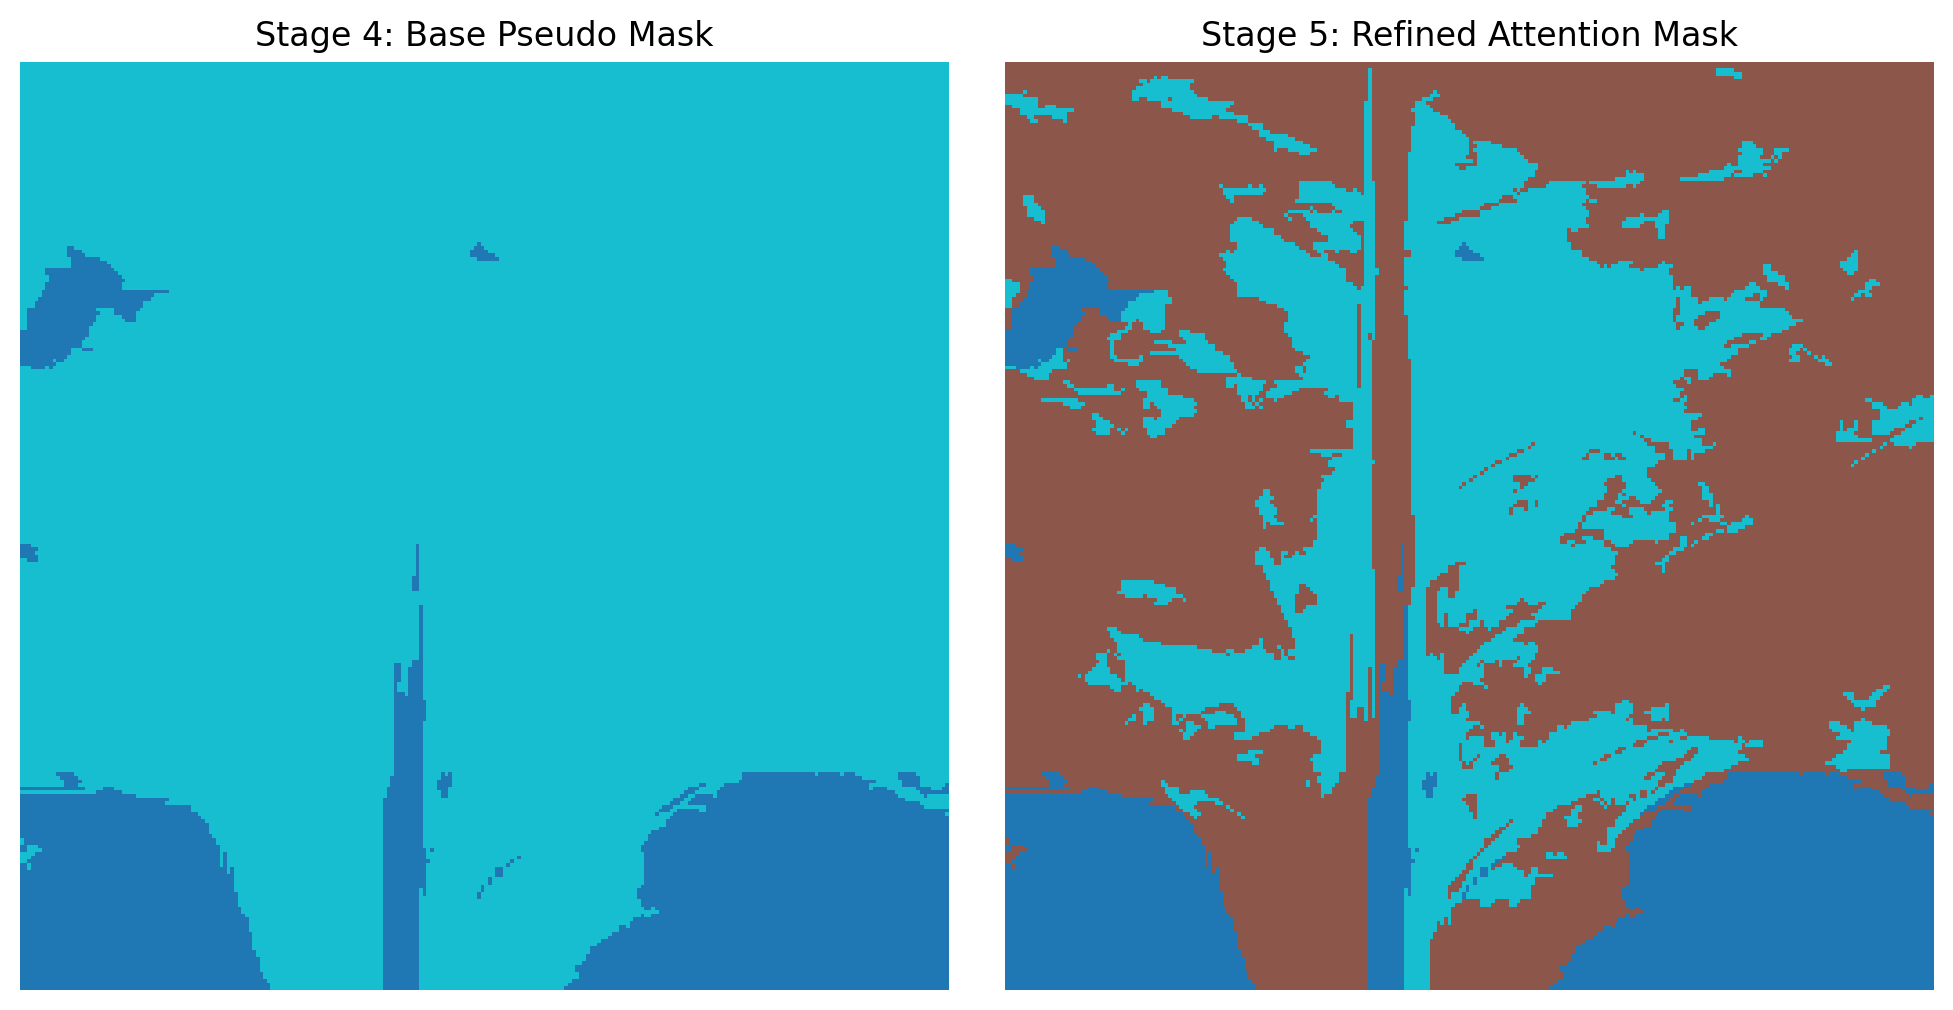 Stage 4: Base Pseudo Mask
Stage 5: Refined Attention Mask